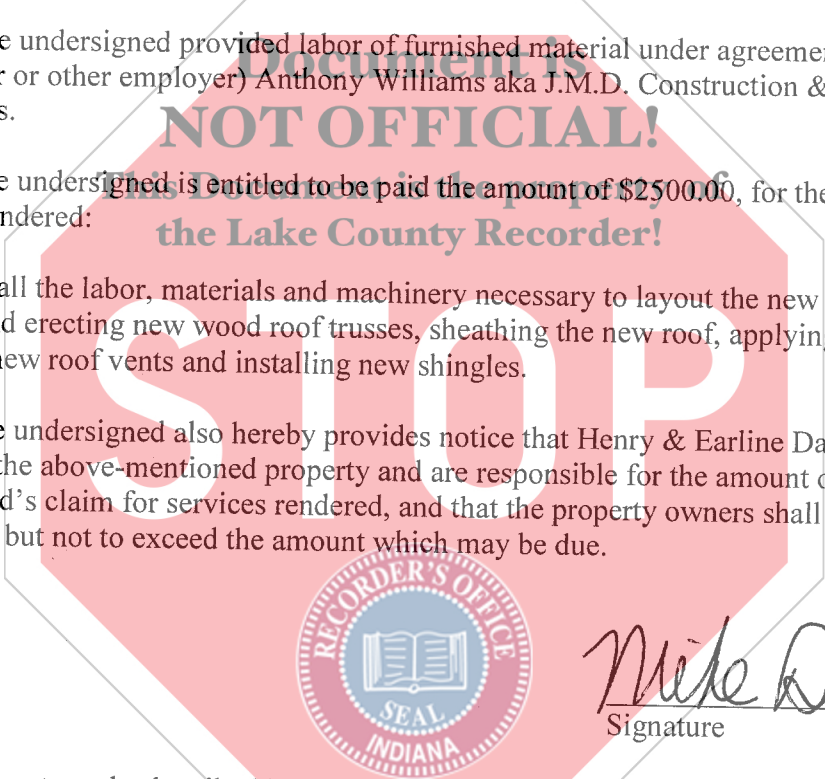 e undersigned provided labor of furnished material under agreeme
Document is
r or other employer) Anthony Williams aka J.M.D. Construction &
s.
NOT OFFICIAL!
e undersigned is entitled to be paid the amount of $2500.00, for the
This Document is the property of
ndered:
the Lake County Recorder!
all the labor, materials and machinery necessary to layout the new
d erecting new wood roof trusses, sheathing the new roof, applying
new roof vents and installing new shingles.
STOP
e undersigned also hereby provides notice that Henry & Earline Da
the above-mentioned property and are responsible for the amount o
d's claim for services rendered, and that the property owners shall
but not to exceed the amount which may be due.
RECORDER'S OFFICE
SEAL
INDIANA
Mike D
Signature